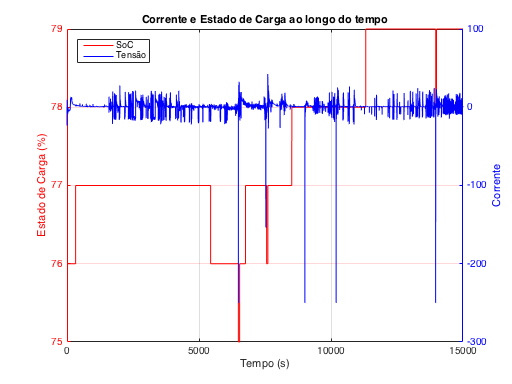 Corrente e Estado de Carga ao longo do tempo
SoC
Tensão
79
78
77
76
75
Estado de Carga (%)
100
0
-100
-200
-300
Corrente
0
5000
10000
15000
Tempo (s)